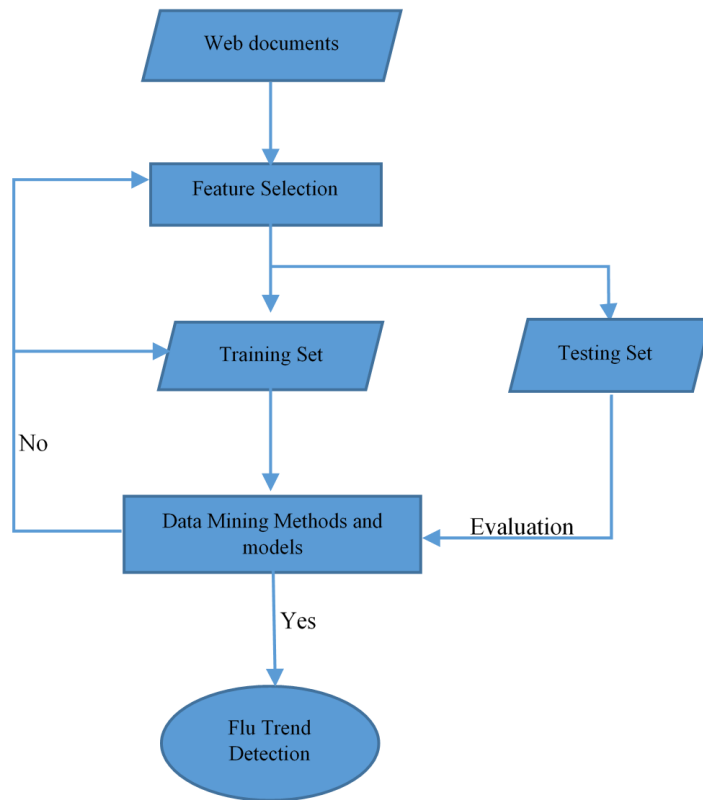 Web documents
Feature Selection
Training Set
Testing Set
No
Data Mining Methods and
models
Evaluation
Yes
Flu Trend
Detection